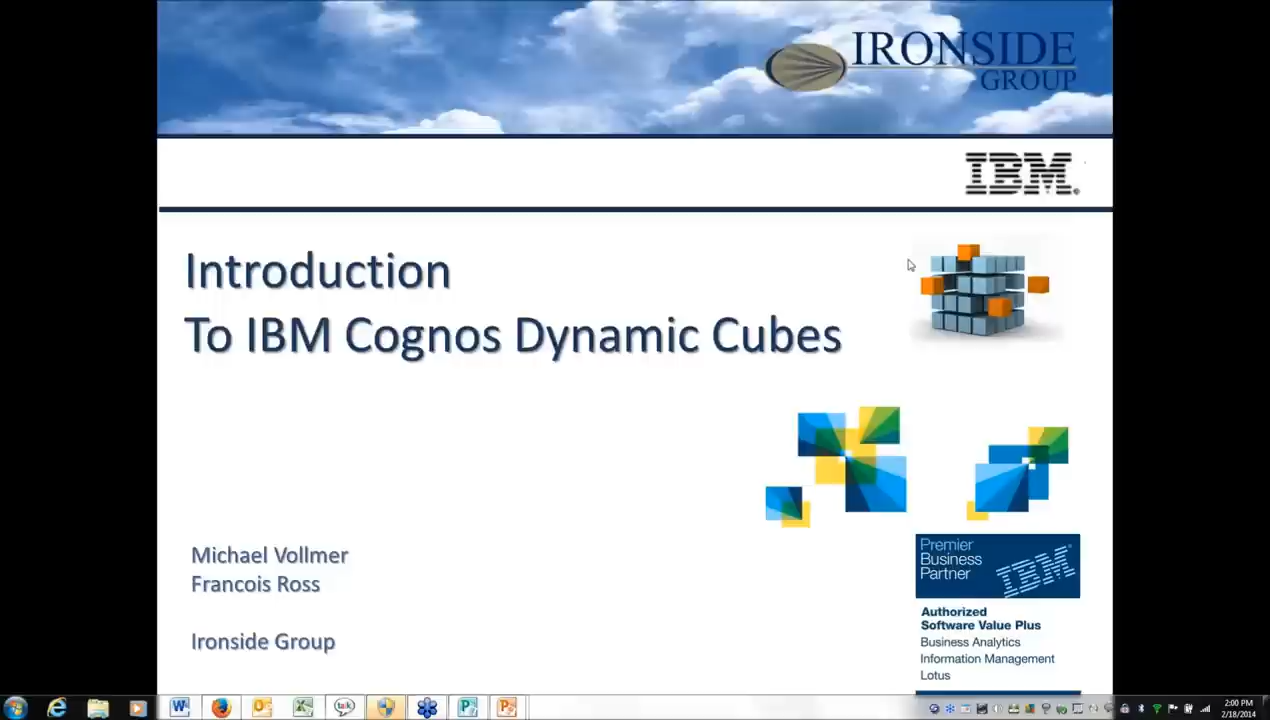 IRONSIDE
GROUP
IBM
Introduction
To IBM Cognos Dynamic Cubes
Michael Vollmer
Francois Ross
Ironside Group
Premier
Business
Partner
IBM
Authorized
Software Value Plus
Business Analytics
Information Management
Lotus
talk
2:00 PM
2/18/2014